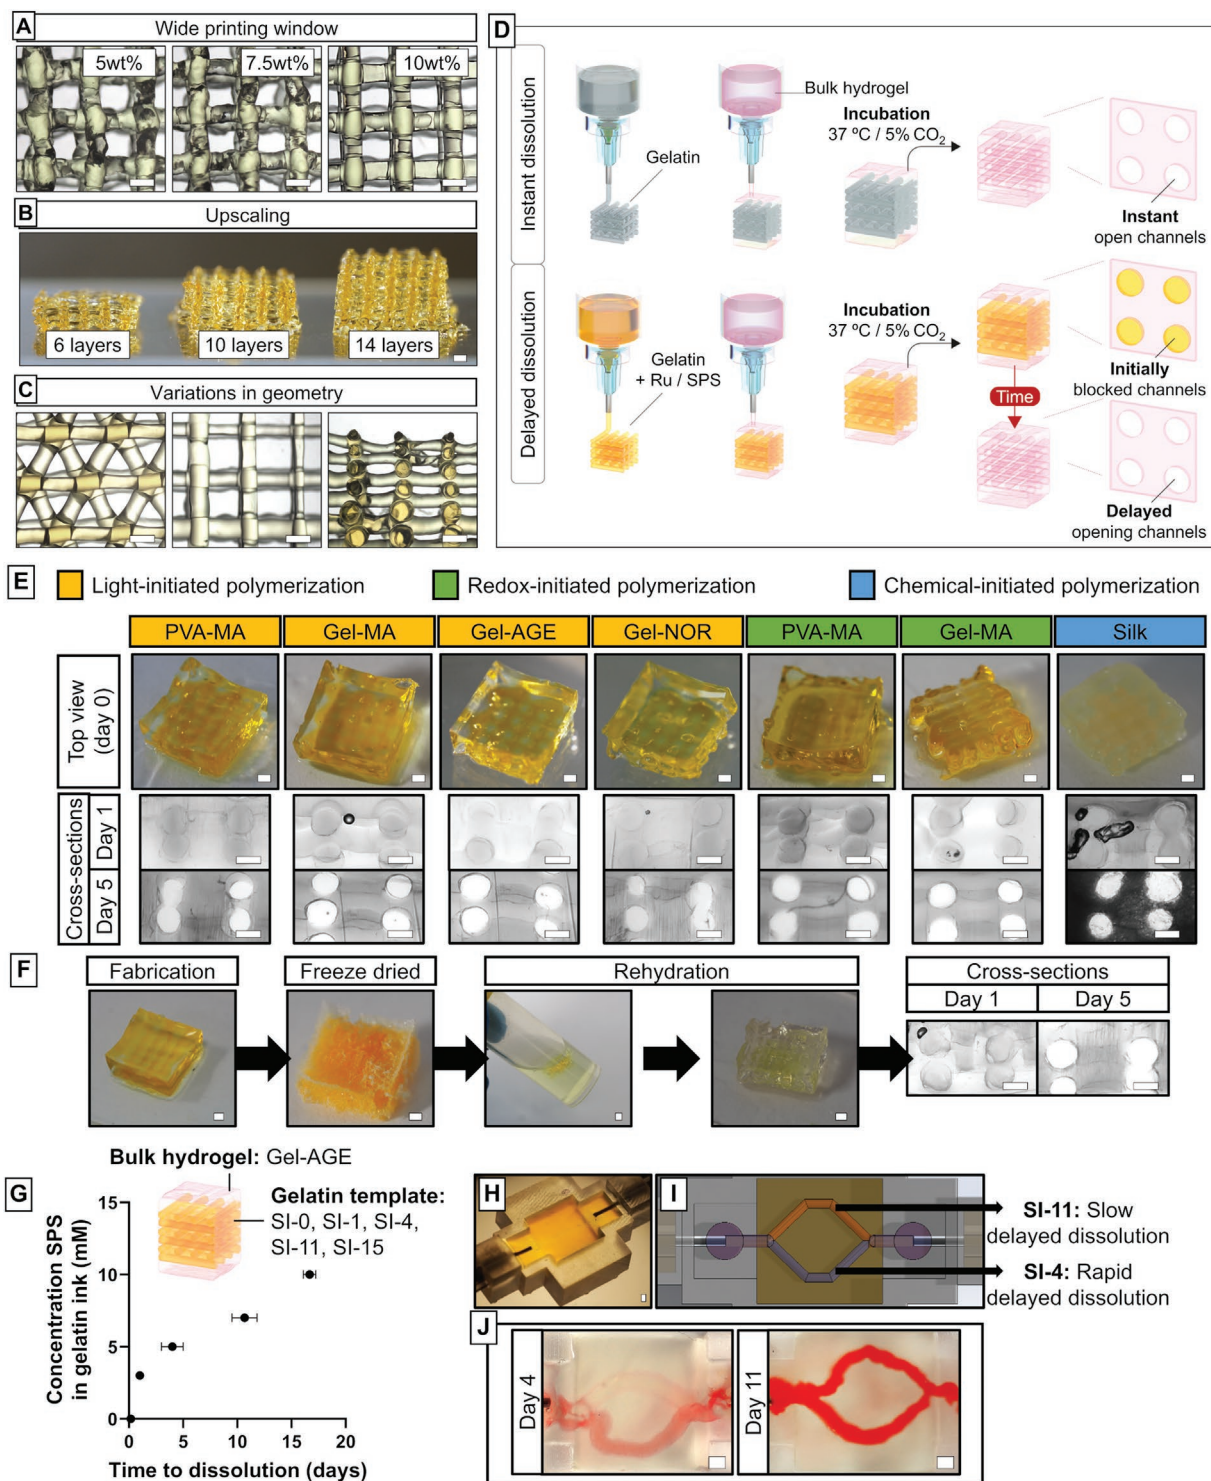 A
Wide printing window
5wt%
7.5wt%
10wt%
B
Upscaling
6 layers
10 layers
14 layers
C
Variations in geometry
D
Instant dissolution
Bulk hydrogel
Gelatin
Incubation
37 ºC / 5% CO₂
Instant
open channels
Delayed dissolution
Gelatin
+ Ru / SPS
Incubation
37 ºC / 5% CO₂
Time
Initially
blocked channels
Delayed
opening channels
E
Light-initiated polymerization
Redox-initiated polymerization
Chemical-initiated polymerization
PVA-MA
Gel-MA
Gel-AGE
Gel-NOR
PVA-MA
Gel-MA
Silk
Top view
(day 0)
Cross-sections
Day 1
Day 5
F
Fabrication
Freeze dried
Rehydration
Cross-sections
Day 1
Day 5
G
Bulk hydrogel: Gel-AGE
Gelatin template:
SI-0, SI-1, SI-4,
SI-11, SI-15
Concentration SPS
in gelatin ink (mM)
15
10
5
0
0
5
10
15
20
Time to dissolution (days)
H
I
SI-11: Slow
delayed dissolution
SI-4: Rapid
delayed dissolution
J
Day 4
Day 11